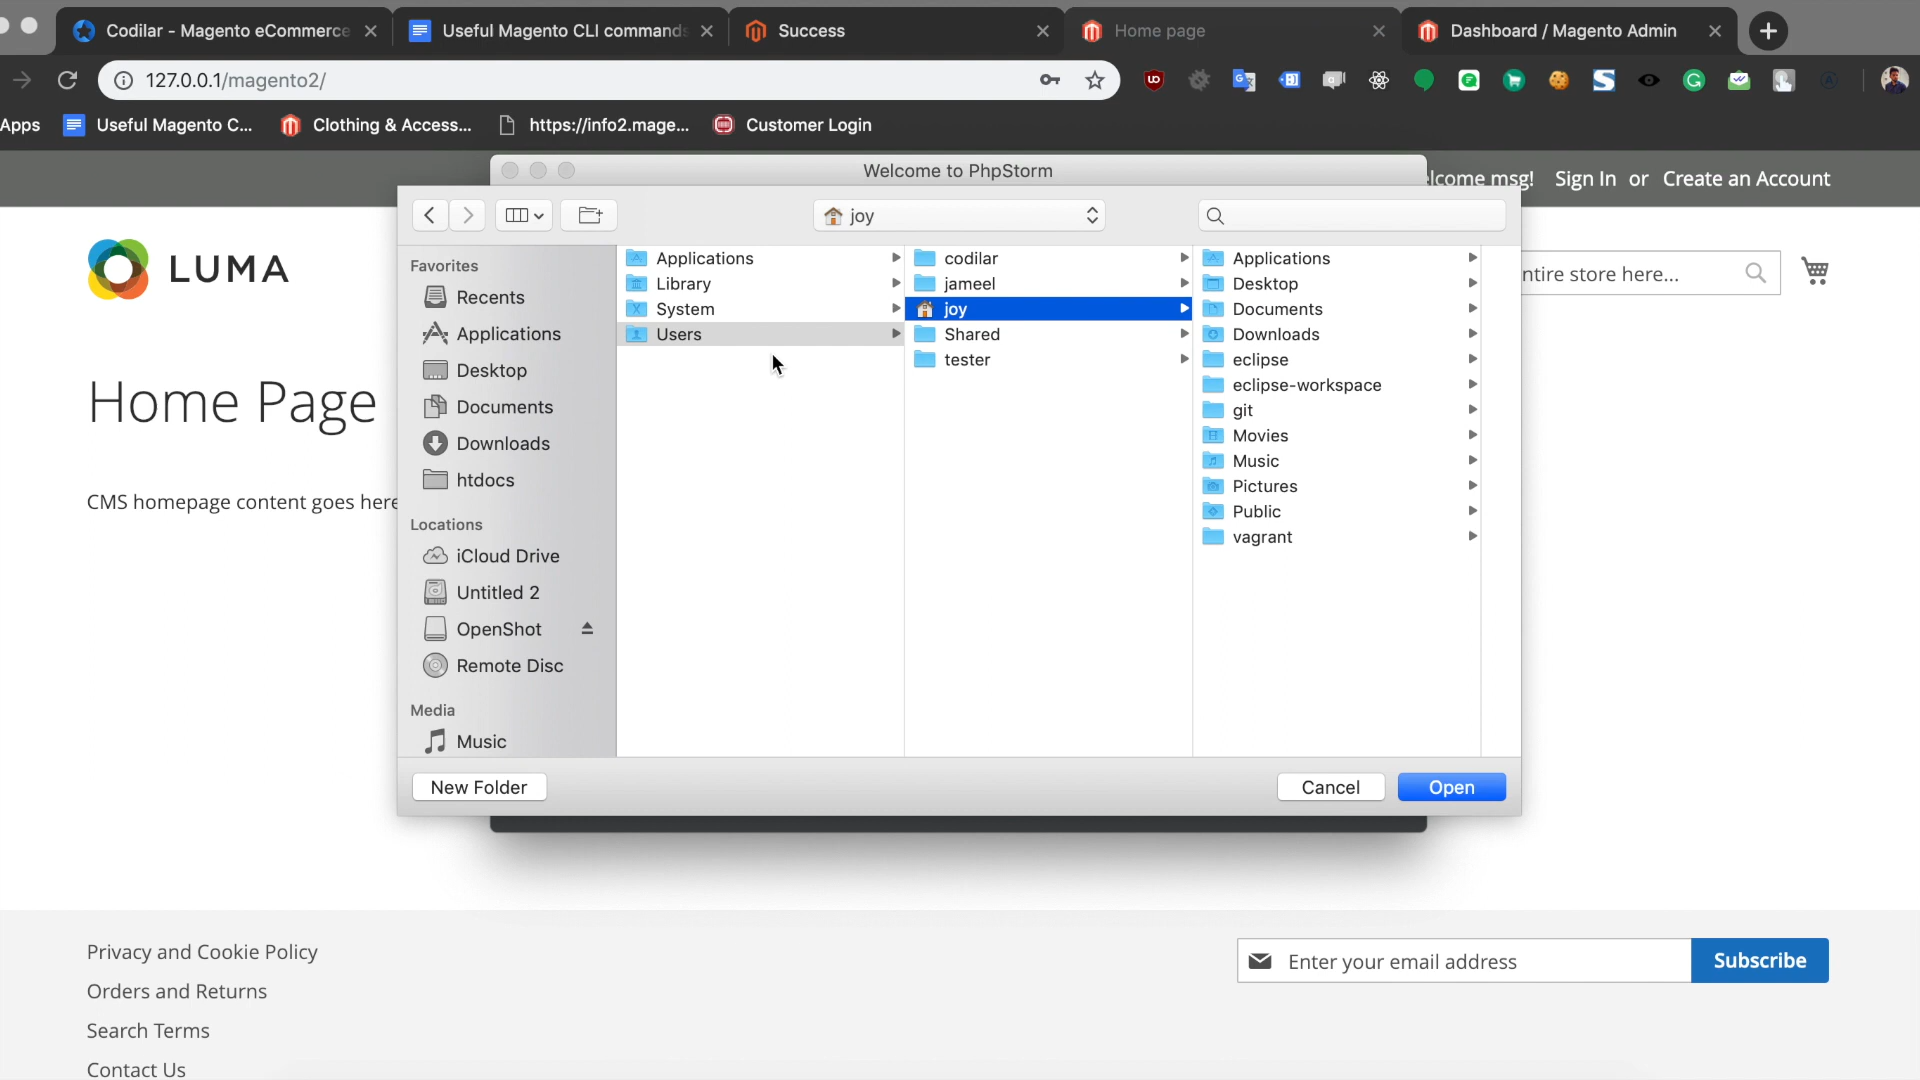 Codilar - Magento eCommerce
Useful Magento CLI commands
Success
Home page
Dashboard / Magento Admin
127.0.0.1/magento2/
Apps
Useful Magento C...
Clothing & Access...
https://info2.mage...
Customer Login
Welcome to PhpStorm
lcome msg!
Sign In or Create an Account
joy
LUMA
ntire store here...
Favorites
Recents
Applications
Desktop
Documents
Downloads
htdocs
Locations
iCloud Drive
Untitled 2
OpenShot
Remote Disc
Media
Music
Applications
Library
System
Users
codilar
jameel
joy
Shared
tester
Applications
Desktop
Documents
Downloads
eclipse
eclipse-workspace
git
Movies
Music
Pictures
Public
vagrant
Home Page
CMS homepage content goes here
New Folder
Cancel
Open
Privacy and Cookie Policy
Orders and Returns
Search Terms
Contact Us
Enter your email address
Subscribe